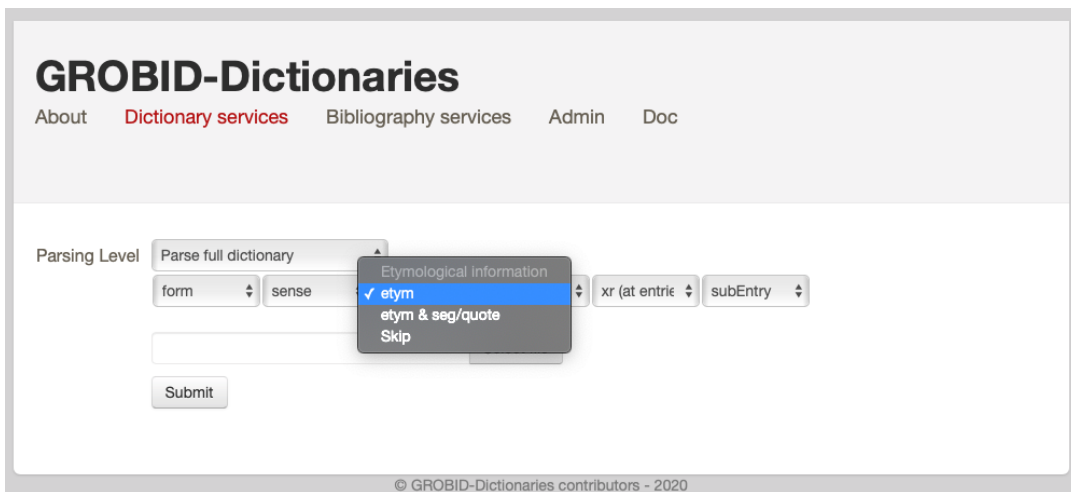 GROBID-Dictionaries
About Dictionary services Bibliography services Admin Doc
Parsing Level Parse full dictionary
Etymological information
form sense ✓ etym xr (at entrie subEntry
etym & seg/quote
Skip
Submit
© GROBID-Dictionaries contributors - 2020